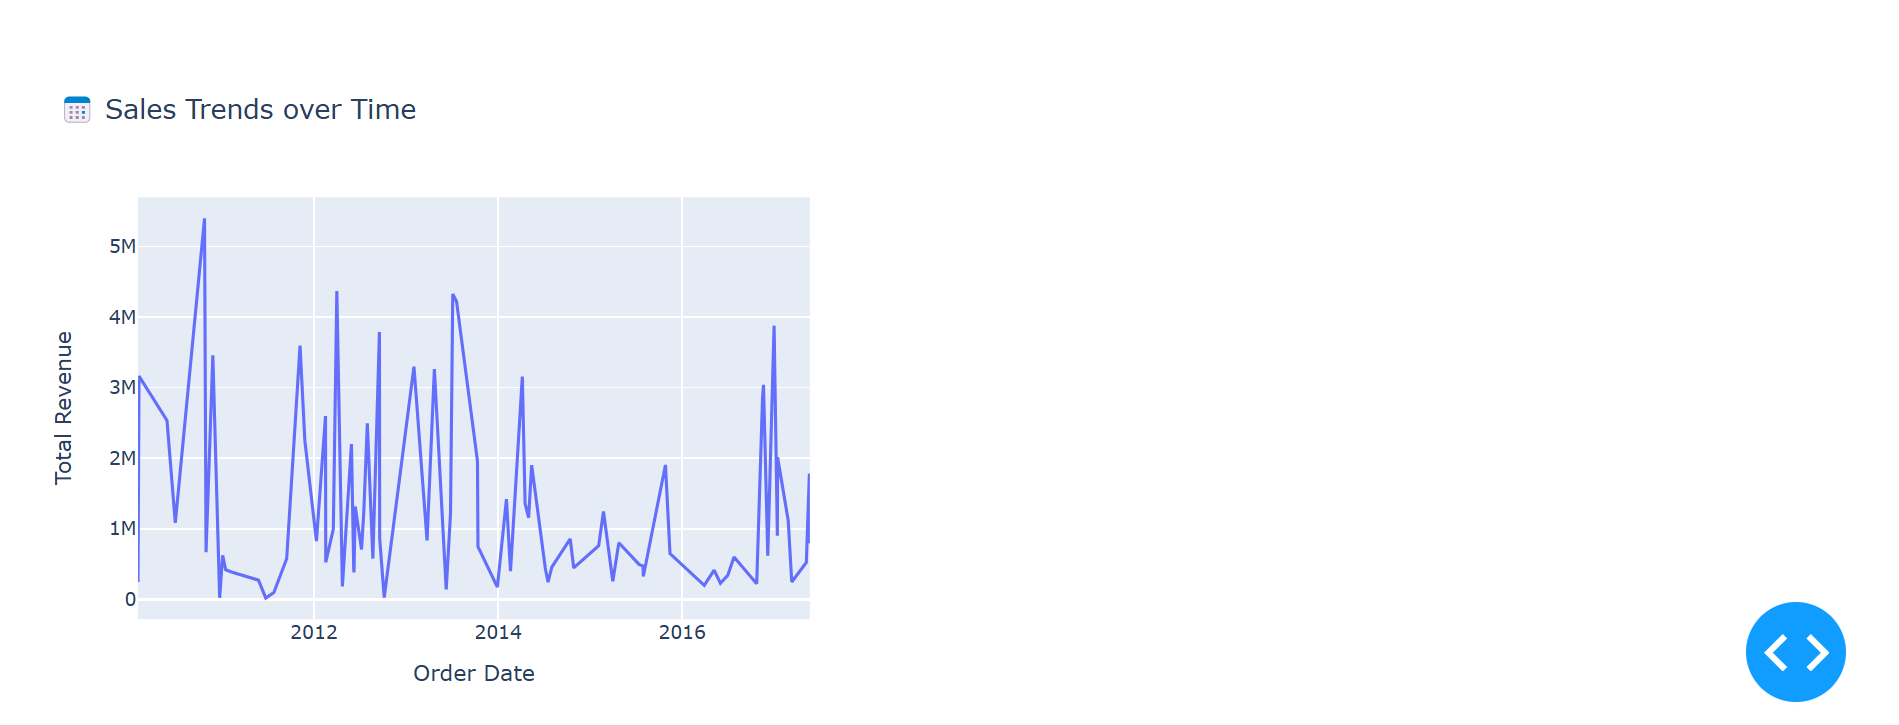 Sales Trends over Time
5M
4M
3M
2M
1M
0
Total Revenue
2012 2014 2016
Order Date